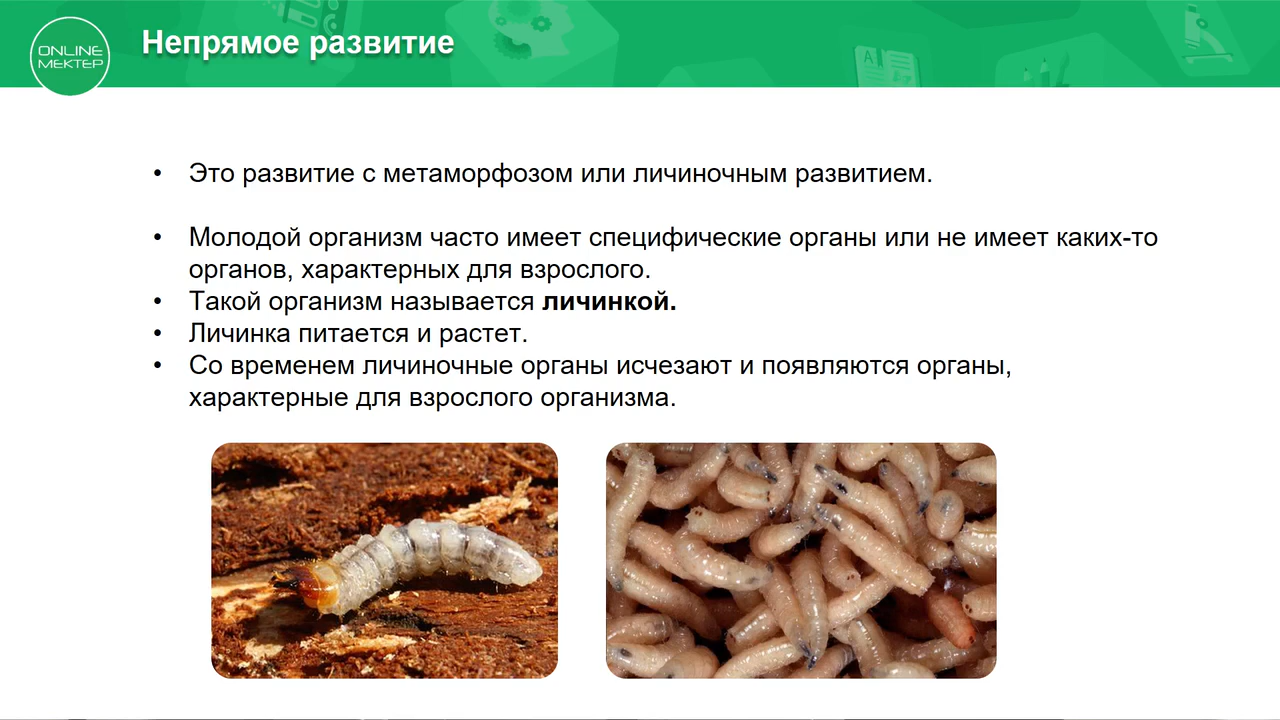 ONLINE
МЕКТЕР
Непрямое развитие
• Это развитие с метаморфозом или личиночным развитием.
• Молодой организм часто имеет специфические органы или не имеет каких-то
органов, характерных для взрослого.
• Такой организм называется личинкой.
• Личинка питается и растет.
• Со временем личиночные органы исчезают и появляются органы,
характерные для взрослого организма.